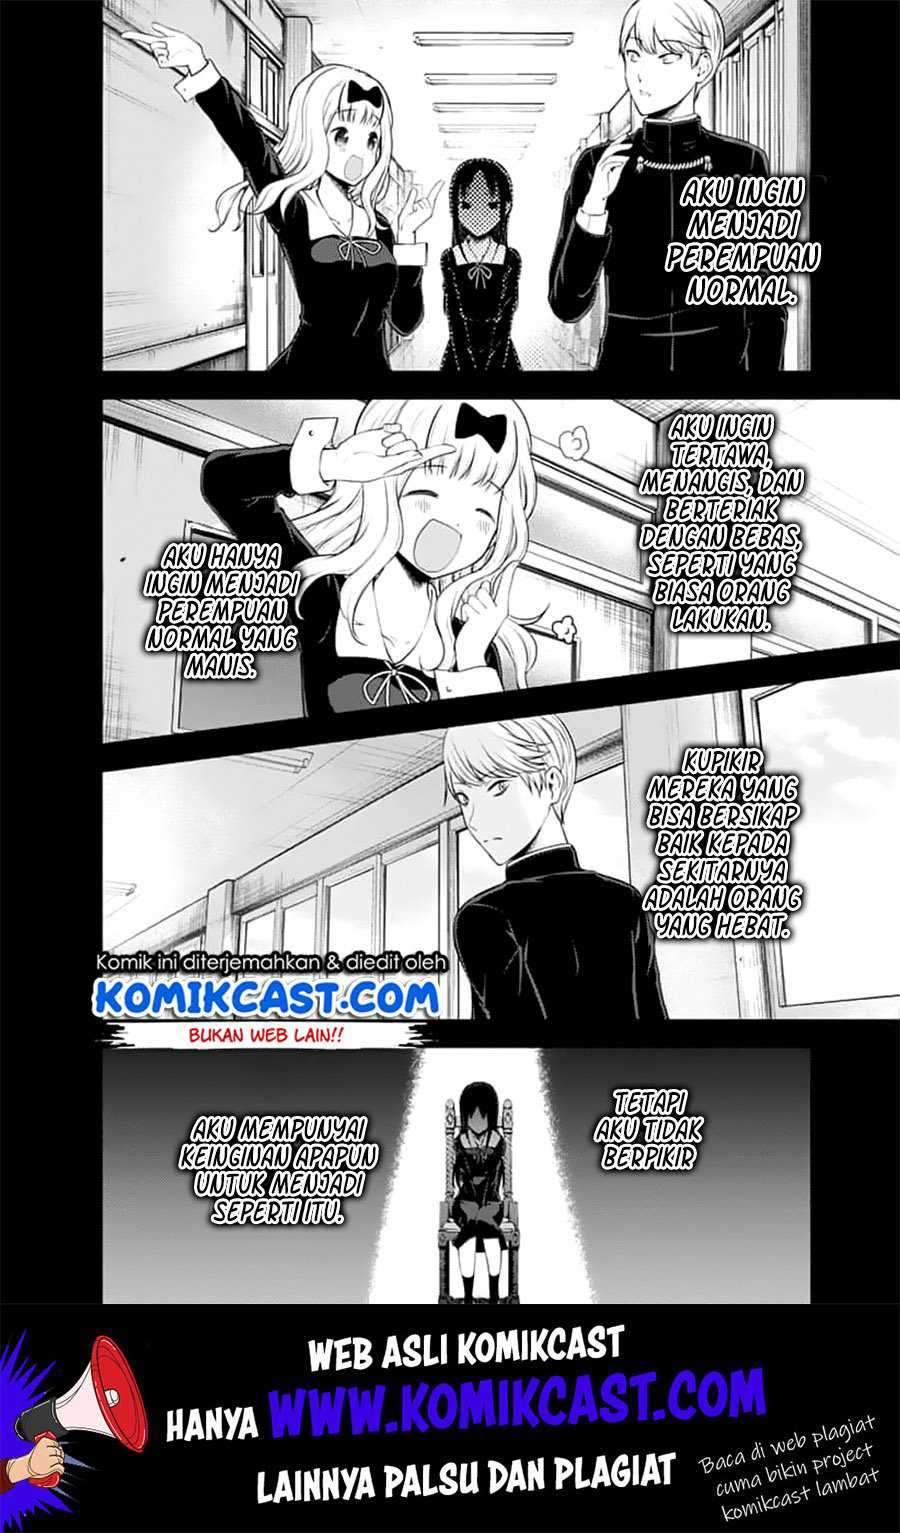 AKU INGIN
MENJADI
PEREMPUAN
NORMAL.
AKU INGIN
TERTAWA,
MENANGIS, DAN
BERTERIAK
DENGAN BEBAS,
SEPERTI YANG
BIASA ORANG
LAKUKAN.
AKU HANYA
INGIN MENJADI
PEREMPUAN
NORMAL YANG
MANIS.
KUPIKIR
MEREKA YANG
BISA BERSIKAP
BAIK KEPADA
SEKITARNYA
ADALAH ORANG
YANG HEBAT.
Komik ini diterjemahkan & diedit oleh
KOMIKCAST.COM
BUKAN WEB LAIN!!
TETAPI
AKU TIDAK
BERPIKIR
AKU MEMPUNYAI
KEINGINAN APAPUN
UNTUK MENJADI
SEPERTI ITU.
WEB ASLI KOMIKCAST
HANYA WWW.KOMIKCAST.COM
LAINNYA PALSU DAN PLAGIAT
Baca di web plagiat
cuma bikin project
komikcast lambat